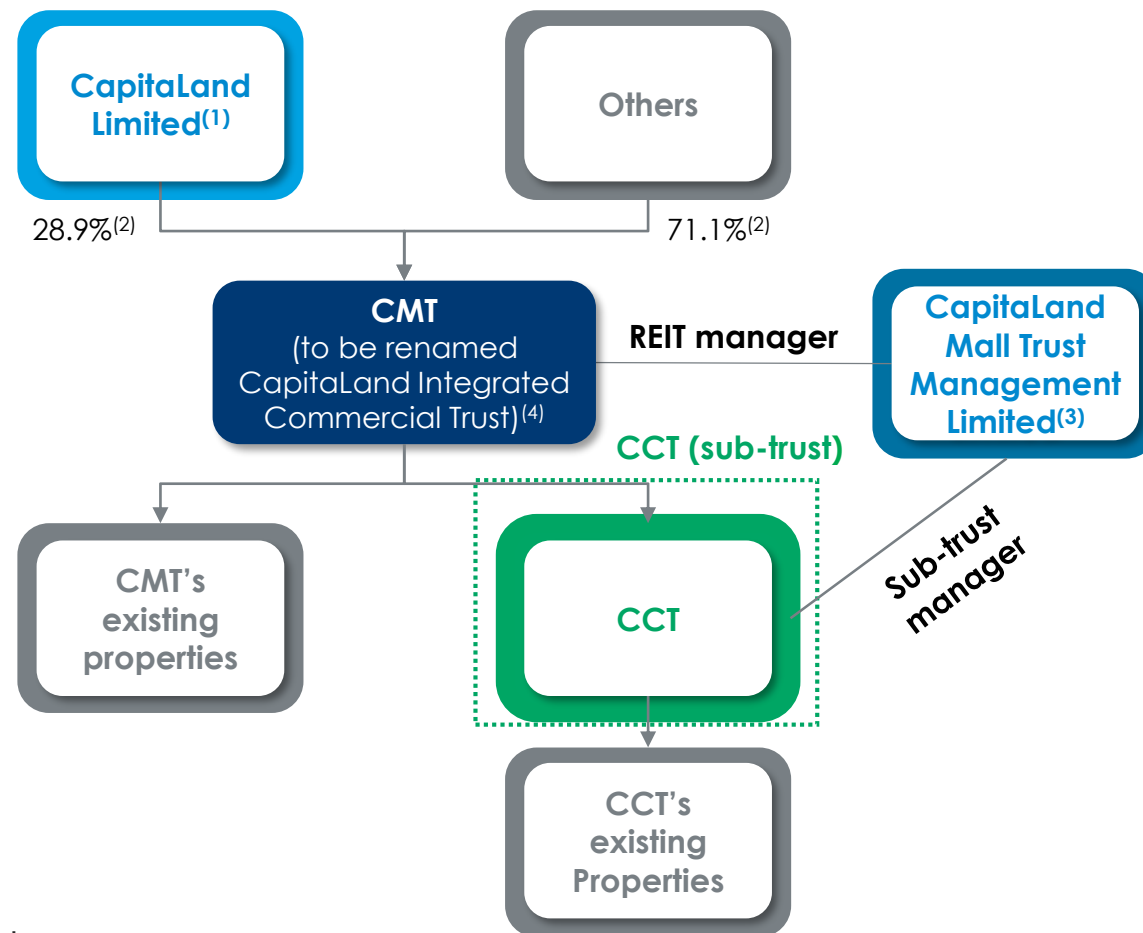 CapitaLand
Limited(1)
Others
28.9%(2)
71.1%(2)
CMT
(to be renamed
CapitaLand Integrated
Commercial Trust)(4)
REIT manager
CapitaLand
Mall Trust
Management
Limited(3)
CCT (sub-trust)
Sub-trust
manager
CMT's
existing
properties
CCT
CCT's
existing
Properties